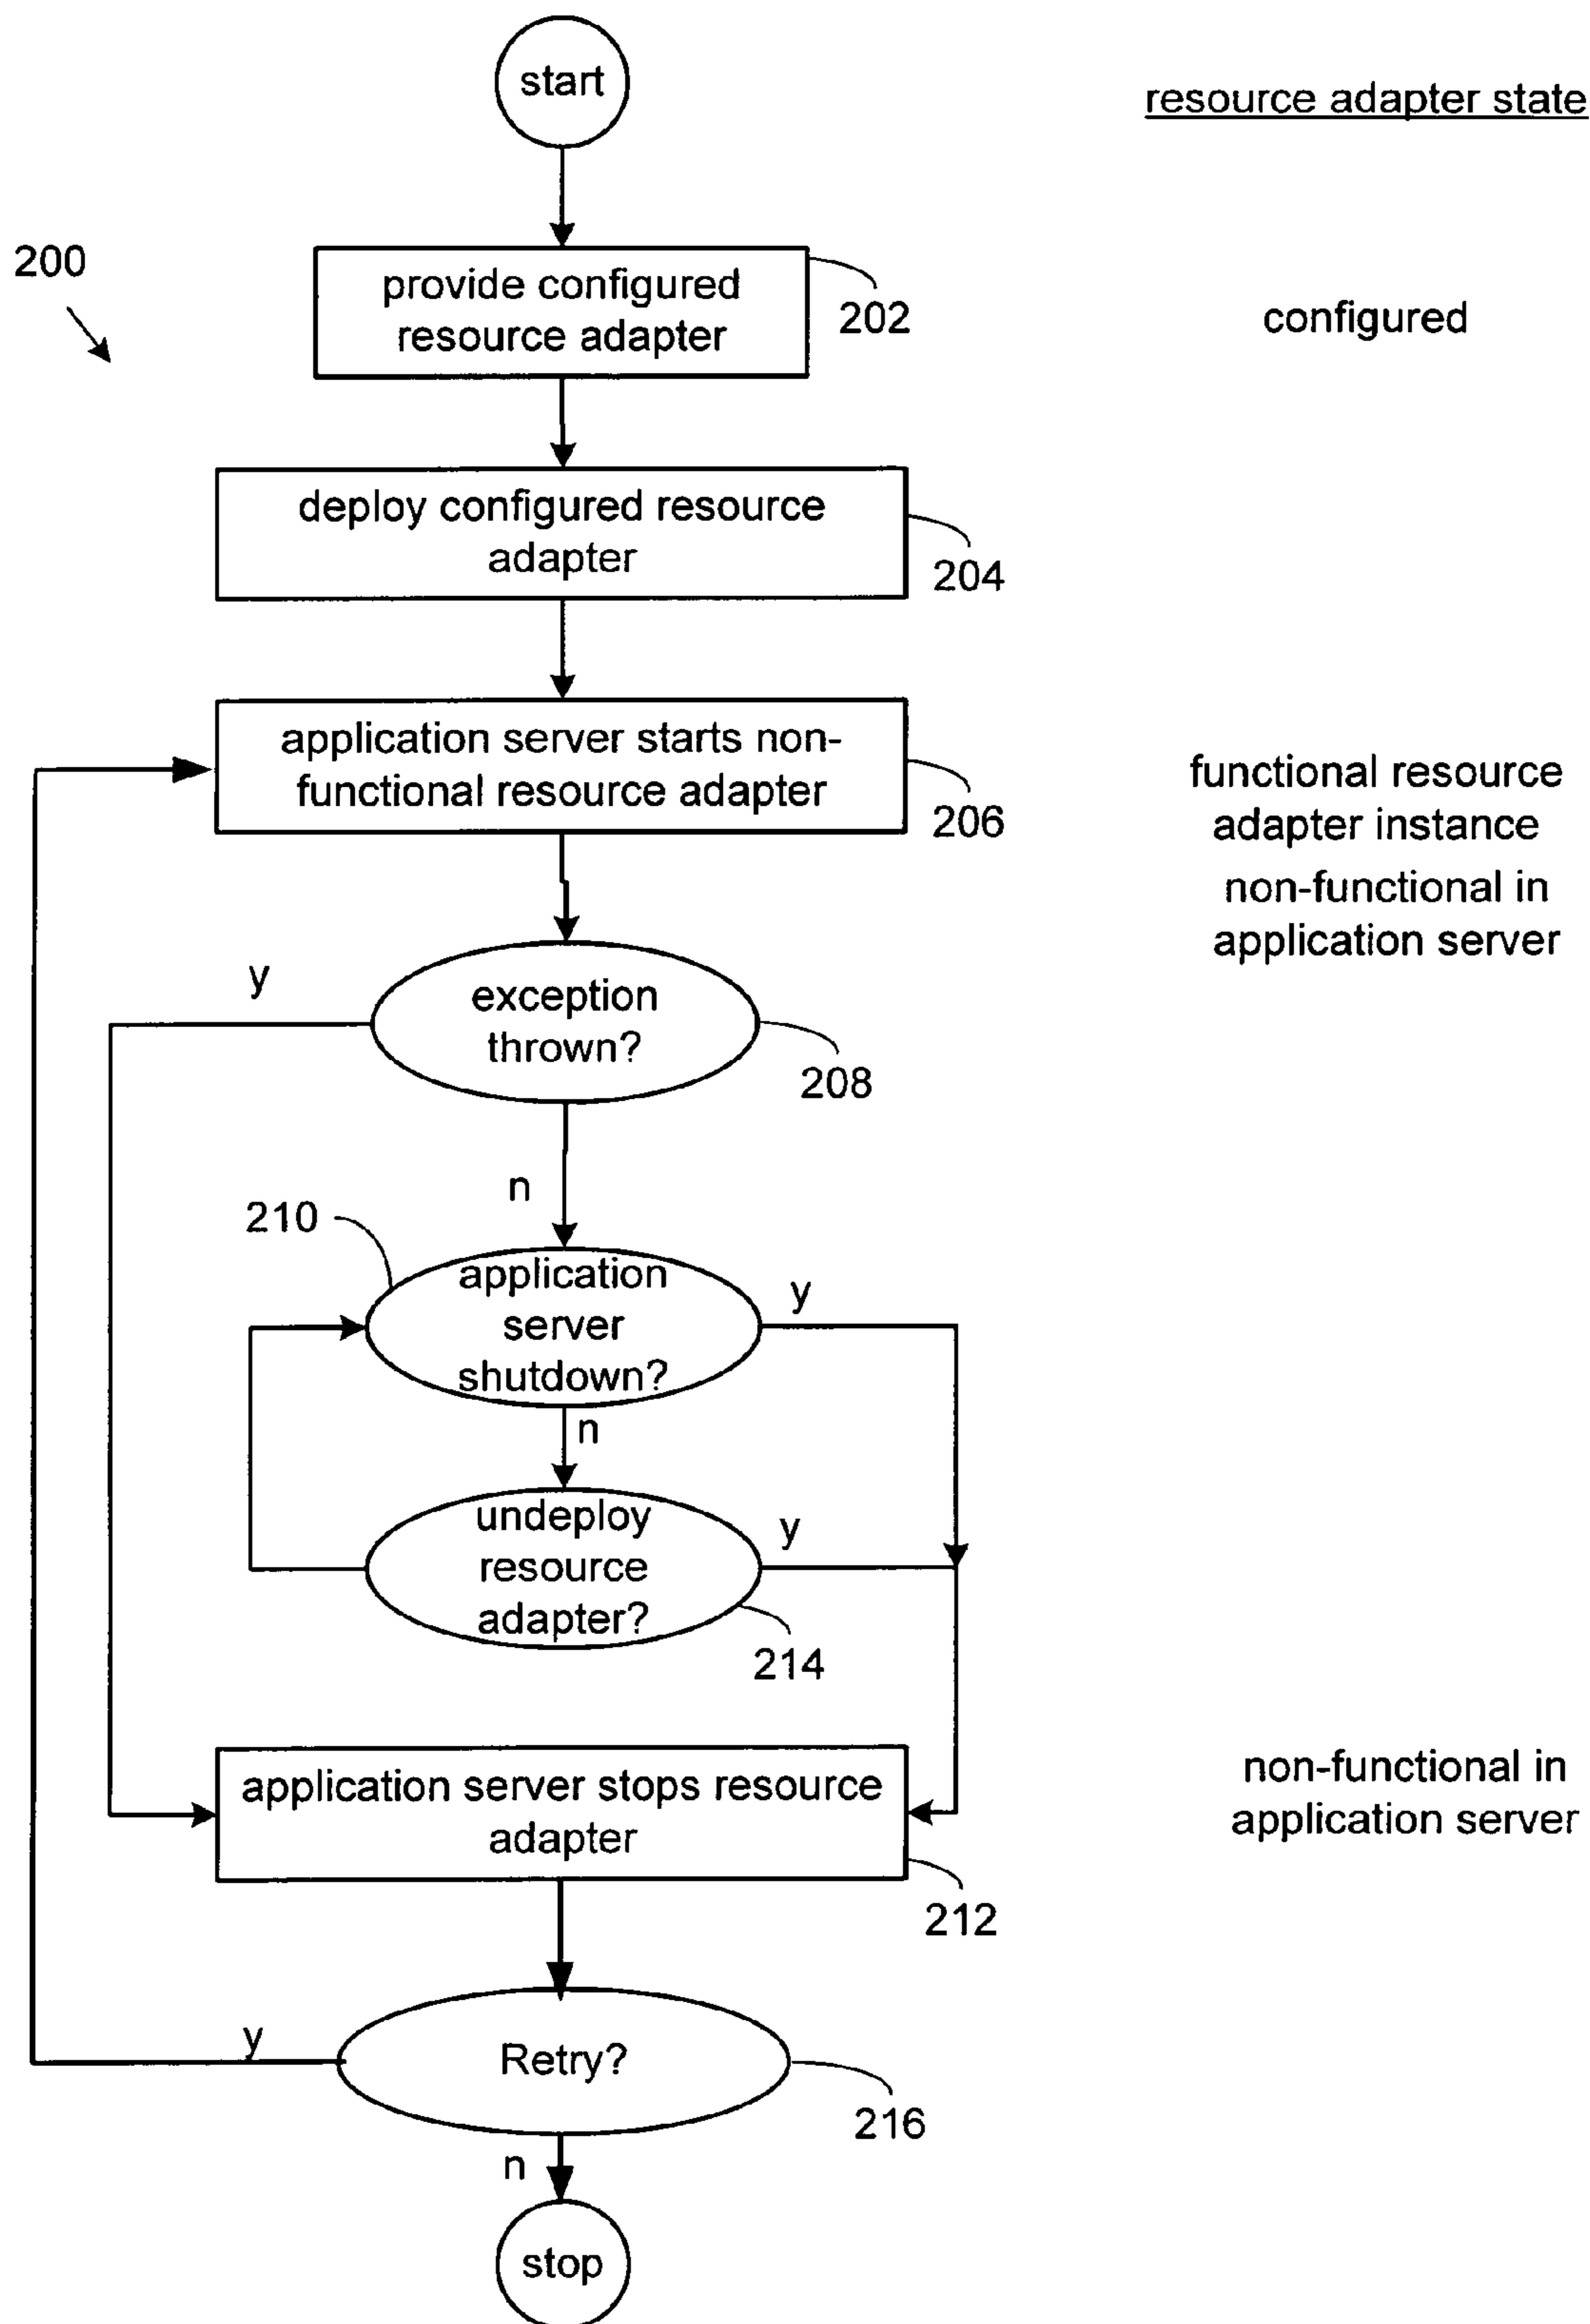 start
resource adapter state
200
provide configured
resource adapter
202
configured
deploy configured resource
adapter
204
application server starts non-
functional resource adapter
206
functional resource
adapter instance
non-functional in
application server
y
exception
thrown?
208
n
210
application
server
shutdown?
y
n
undeploy
resource
adapter?
y
214
application server stops resource
adapter
212
non-functional in
application server
y
Retry?
216
n
stop